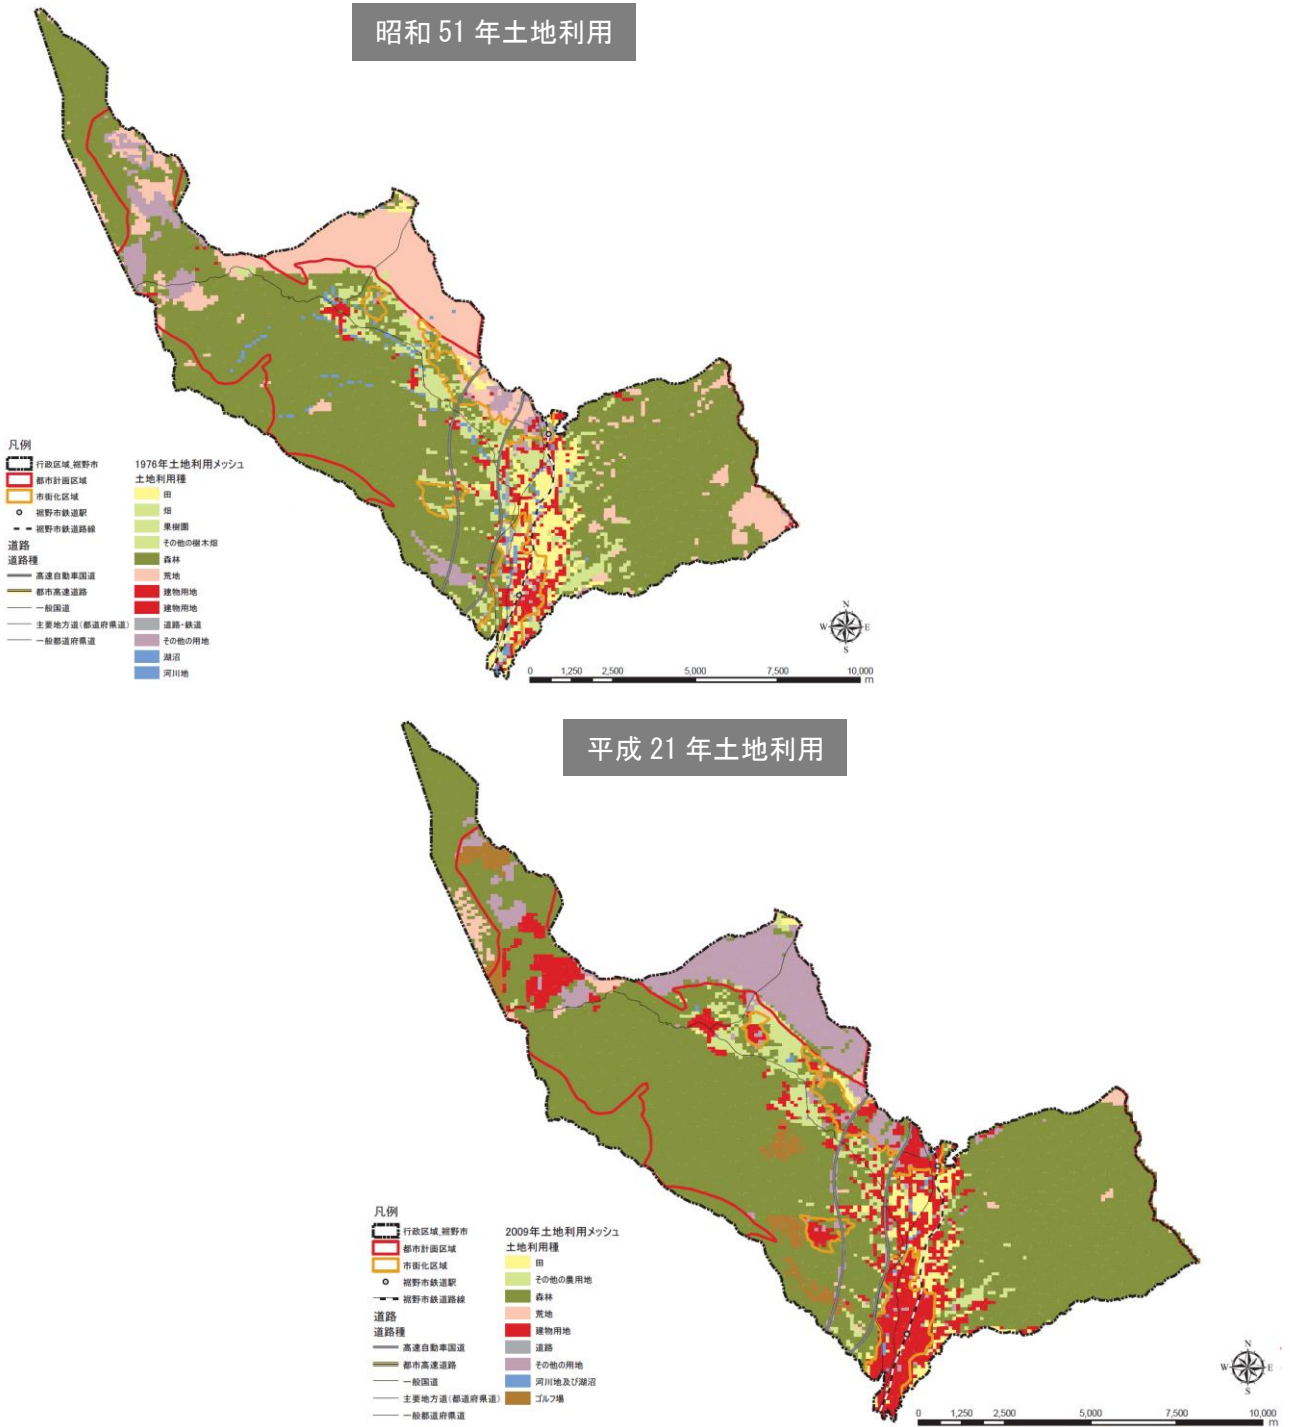 昭和 51 年土地利用
凡例
行政区域_裾野市
都市計画区域
市街化区域
裾野市鉄道駅
裾野市鉄道路線
道路
道路種
高速自動車国道
都市高速道路
一般国道
主要地方道(都道府県道)
一般都道府県道
1976年土地利用メッシュ
土地利用種
田
畑
果樹園
その他の樹木畑
森林
荒地
建物用地
建物用地
道路・鉄道
その他の用地
湖沼
河川地
N
W E
S
0 1,250 2,500 5,000 7,500 10,000
m
平成 21 年土地利用
凡例
行政区域_裾野市
都市計画区域
市街化区域
裾野市鉄道駅
裾野市鉄道路線
道路
道路種
高速自動車国道
都市高速道路
一般国道
主要地方道(都道府県道)
一般都道府県道
2009年土地利用メッシュ
土地利用種
田
その他の農用地
森林
荒地
建物用地
道路
その他の用地
河川地及び湖沼
ゴルフ場
N
W E
S
0 1,250 2,500 5,000 7,500 10,000
m